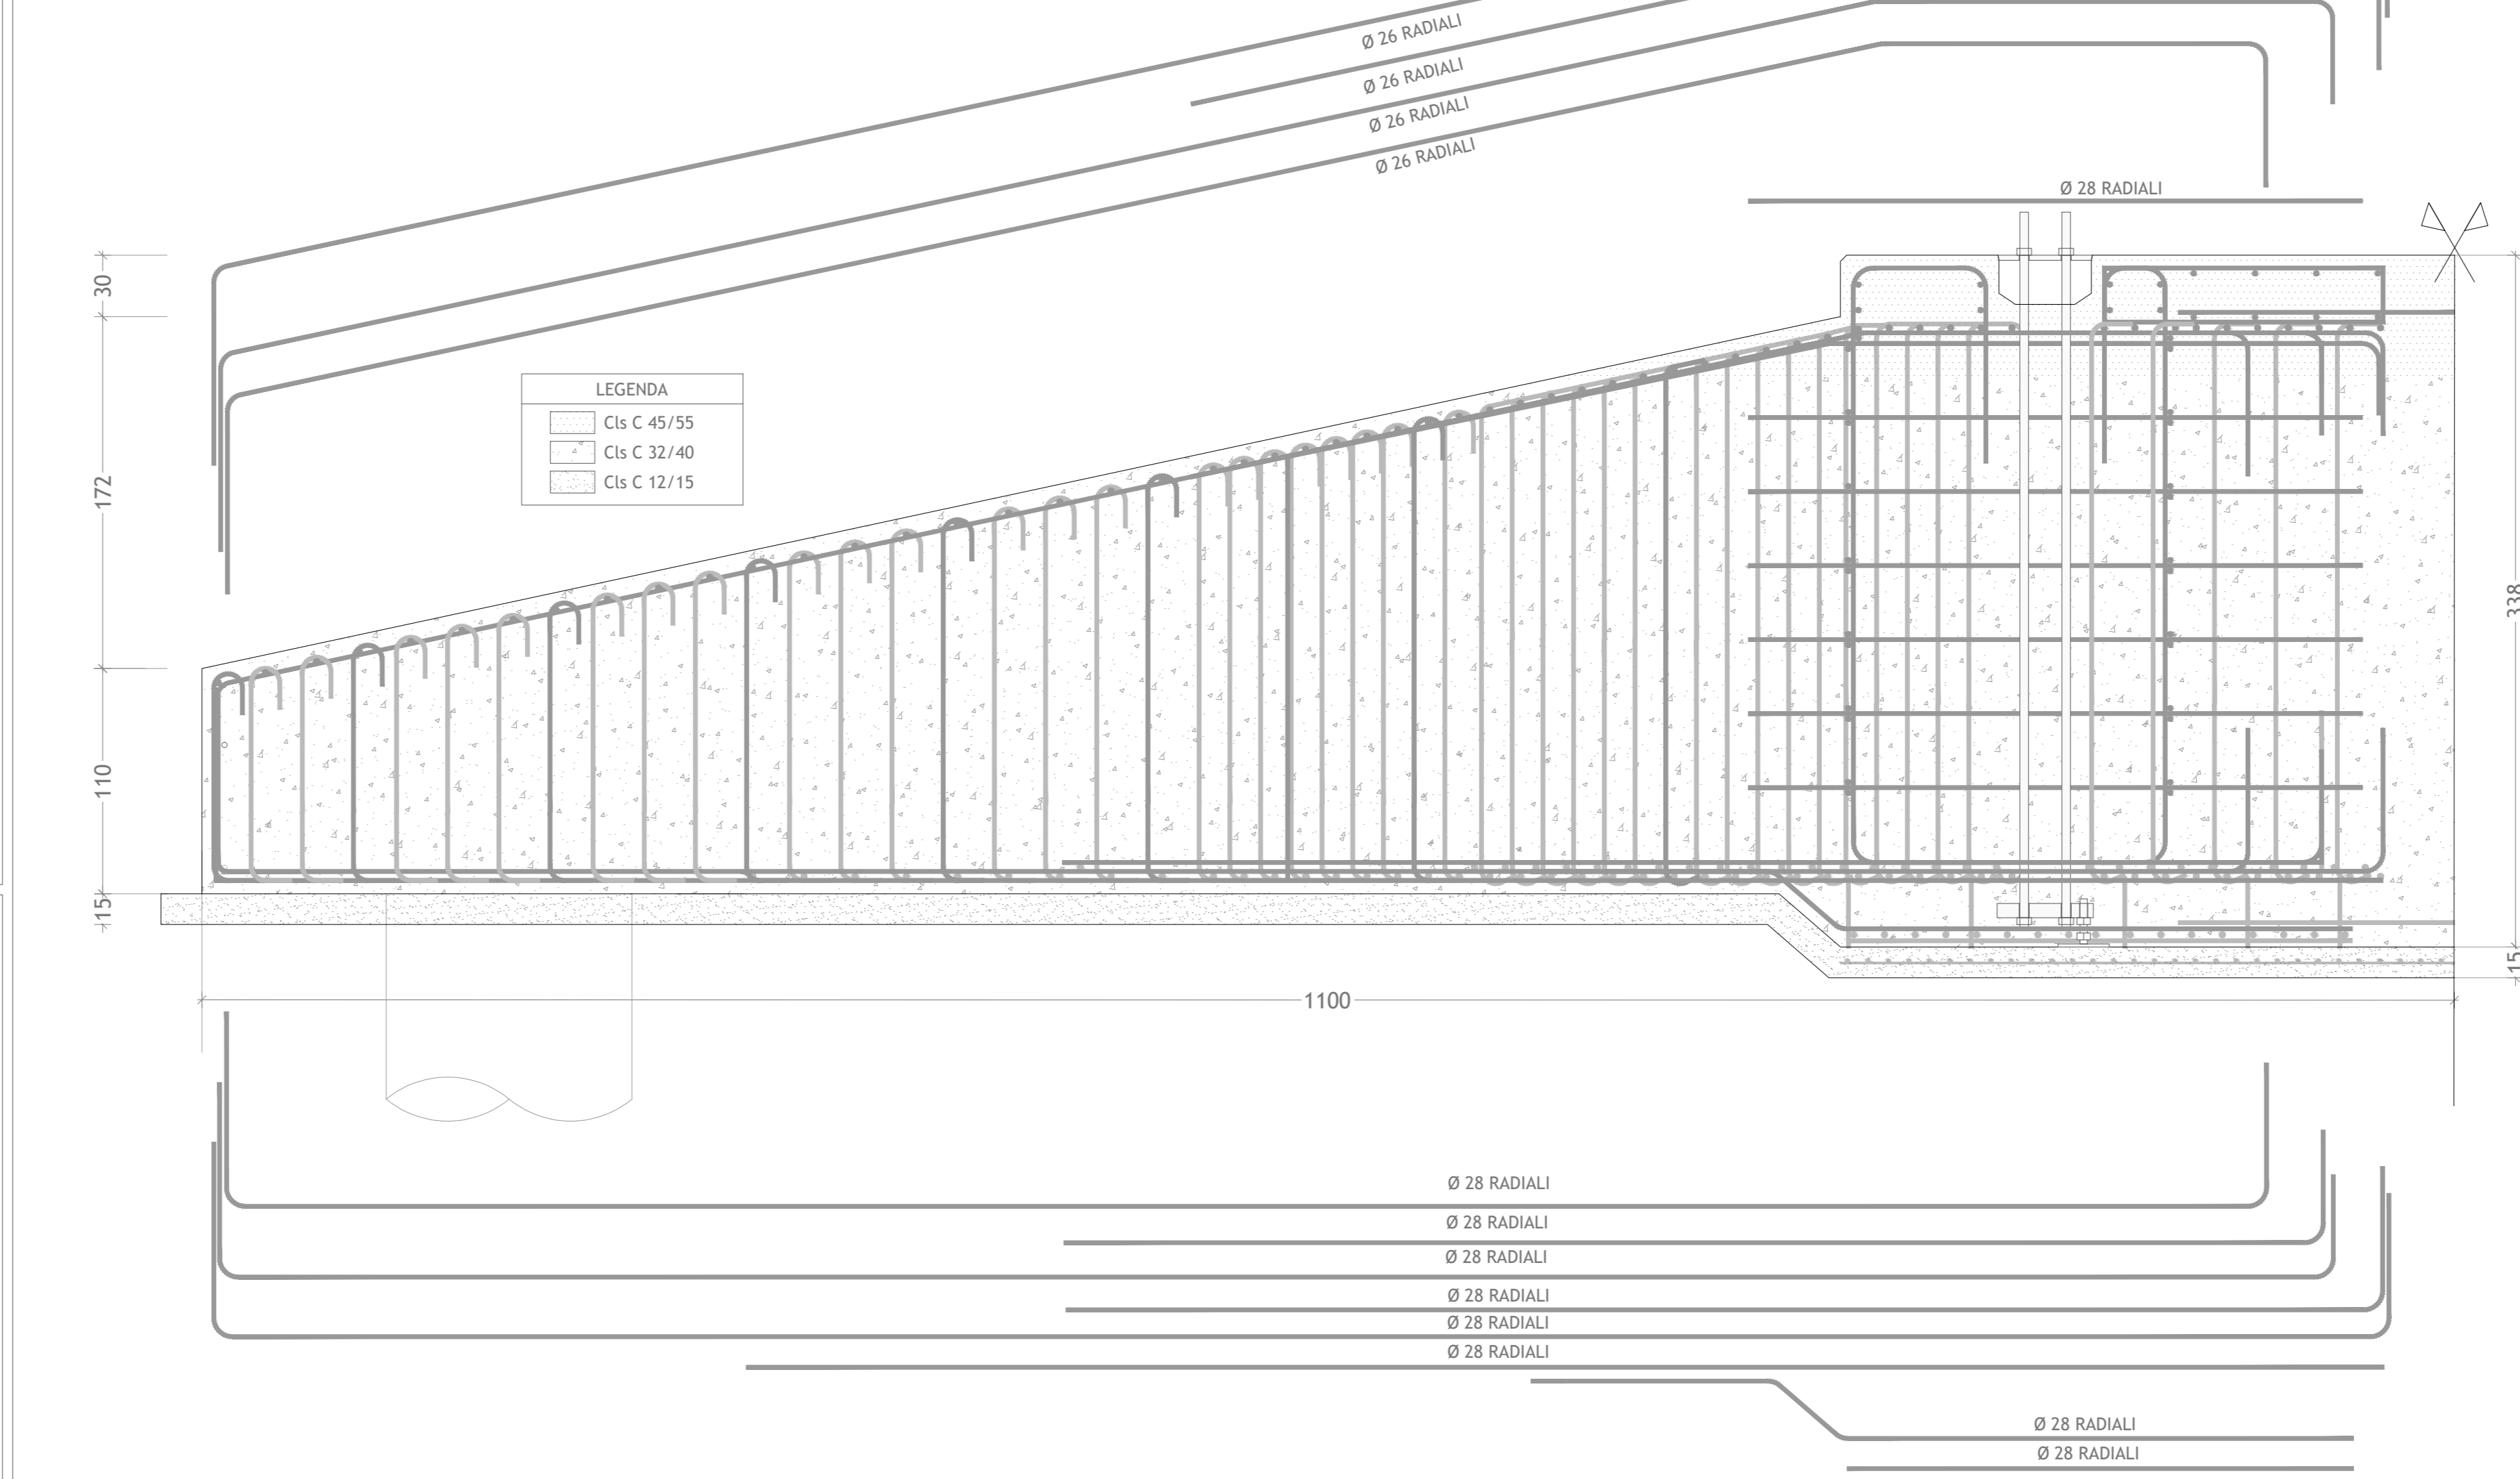 Ø 26 RADIALI
Ø 26 RADIALI
Ø 26 RADIALI
Ø 26 RADIALI
Ø 28 RADIALI
30
172
110
15
LEGENDA
Cls C 45/55
Cls C 32/40
Cls C 12/15
338
15
1100
Ø 28 RADIALI
Ø 28 RADIALI
Ø 28 RADIALI
Ø 28 RADIALI
Ø 28 RADIALI
Ø 28 RADIALI
Ø 28 RADIALI
Ø 28 RADIALI